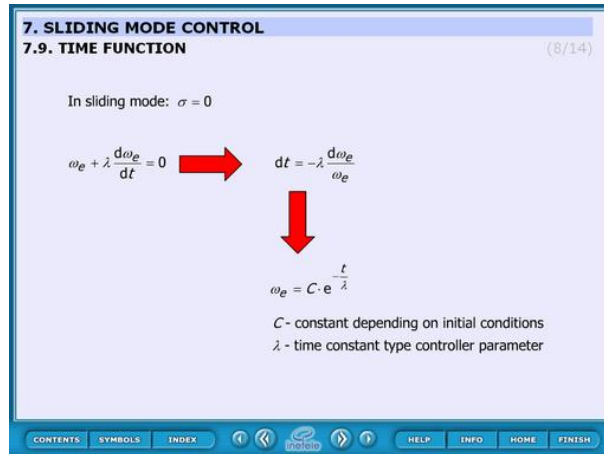 7. SLIDING MODE CONTROL
7.9. TIME FUNCTION (8/14)
In sliding mode: σ = 0
ωe + λ dωe/dt = 0
dt = −λ dωe/ωe
ωe = C · e^(−t/λ)
C - constant depending on initial conditions
λ - time constant type controller parameter
CONTENTS SYMBOLS INDEX inetele HELP INFO HOME FINISH